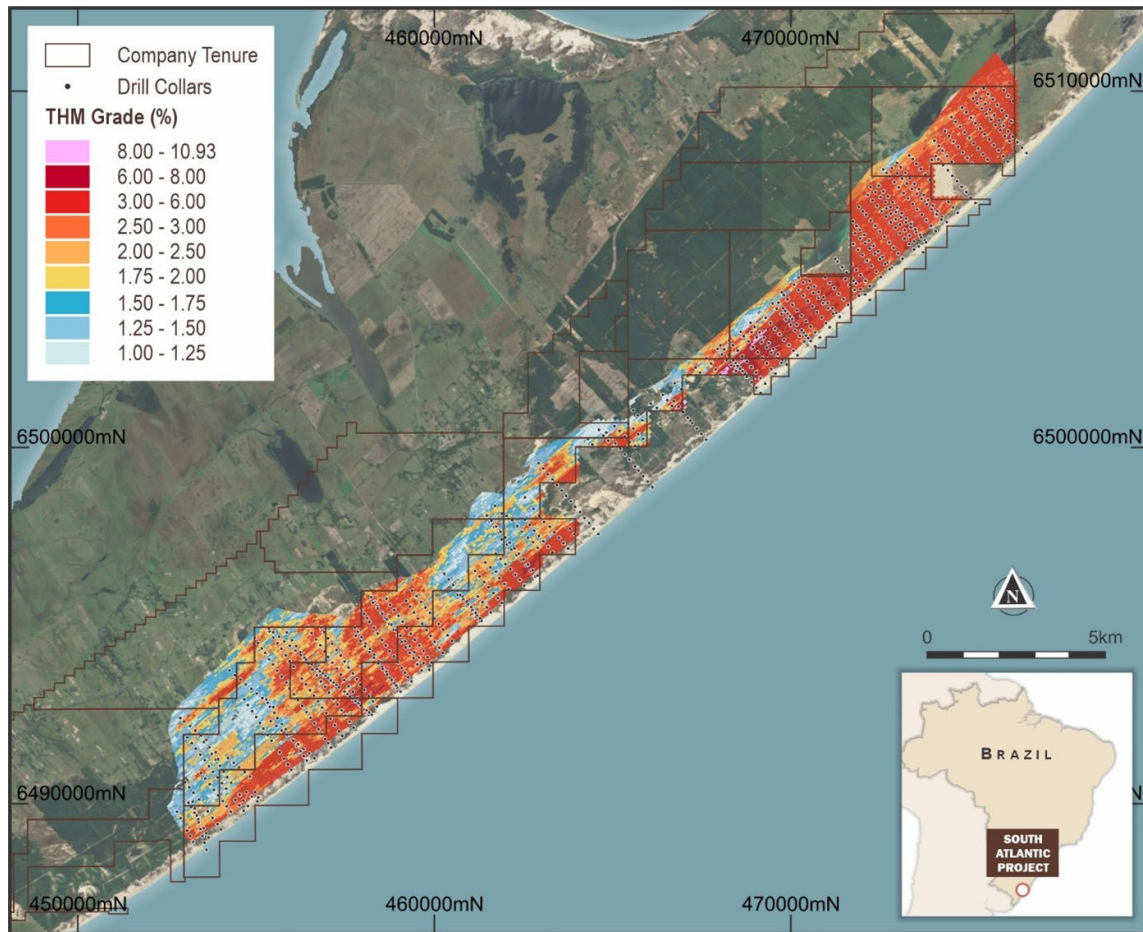 460000mN
470000mN
Company Tenure
Drill Collars
THM Grade (%)
8.00 - 10.93
6.00 - 8.00
3.00 - 6.00
2.50 - 3.00
2.00 - 2.50
1.75 - 2.00
1.50 - 1.75
1.25 - 1.50
1.00 - 1.25
6510000mN
6500000mN
6500000mN
N
0
5km
6490000mN
N
BRAZIL
SOUTH
ATLANTIC
PROJECT
450000mN
460000mN
470000mN